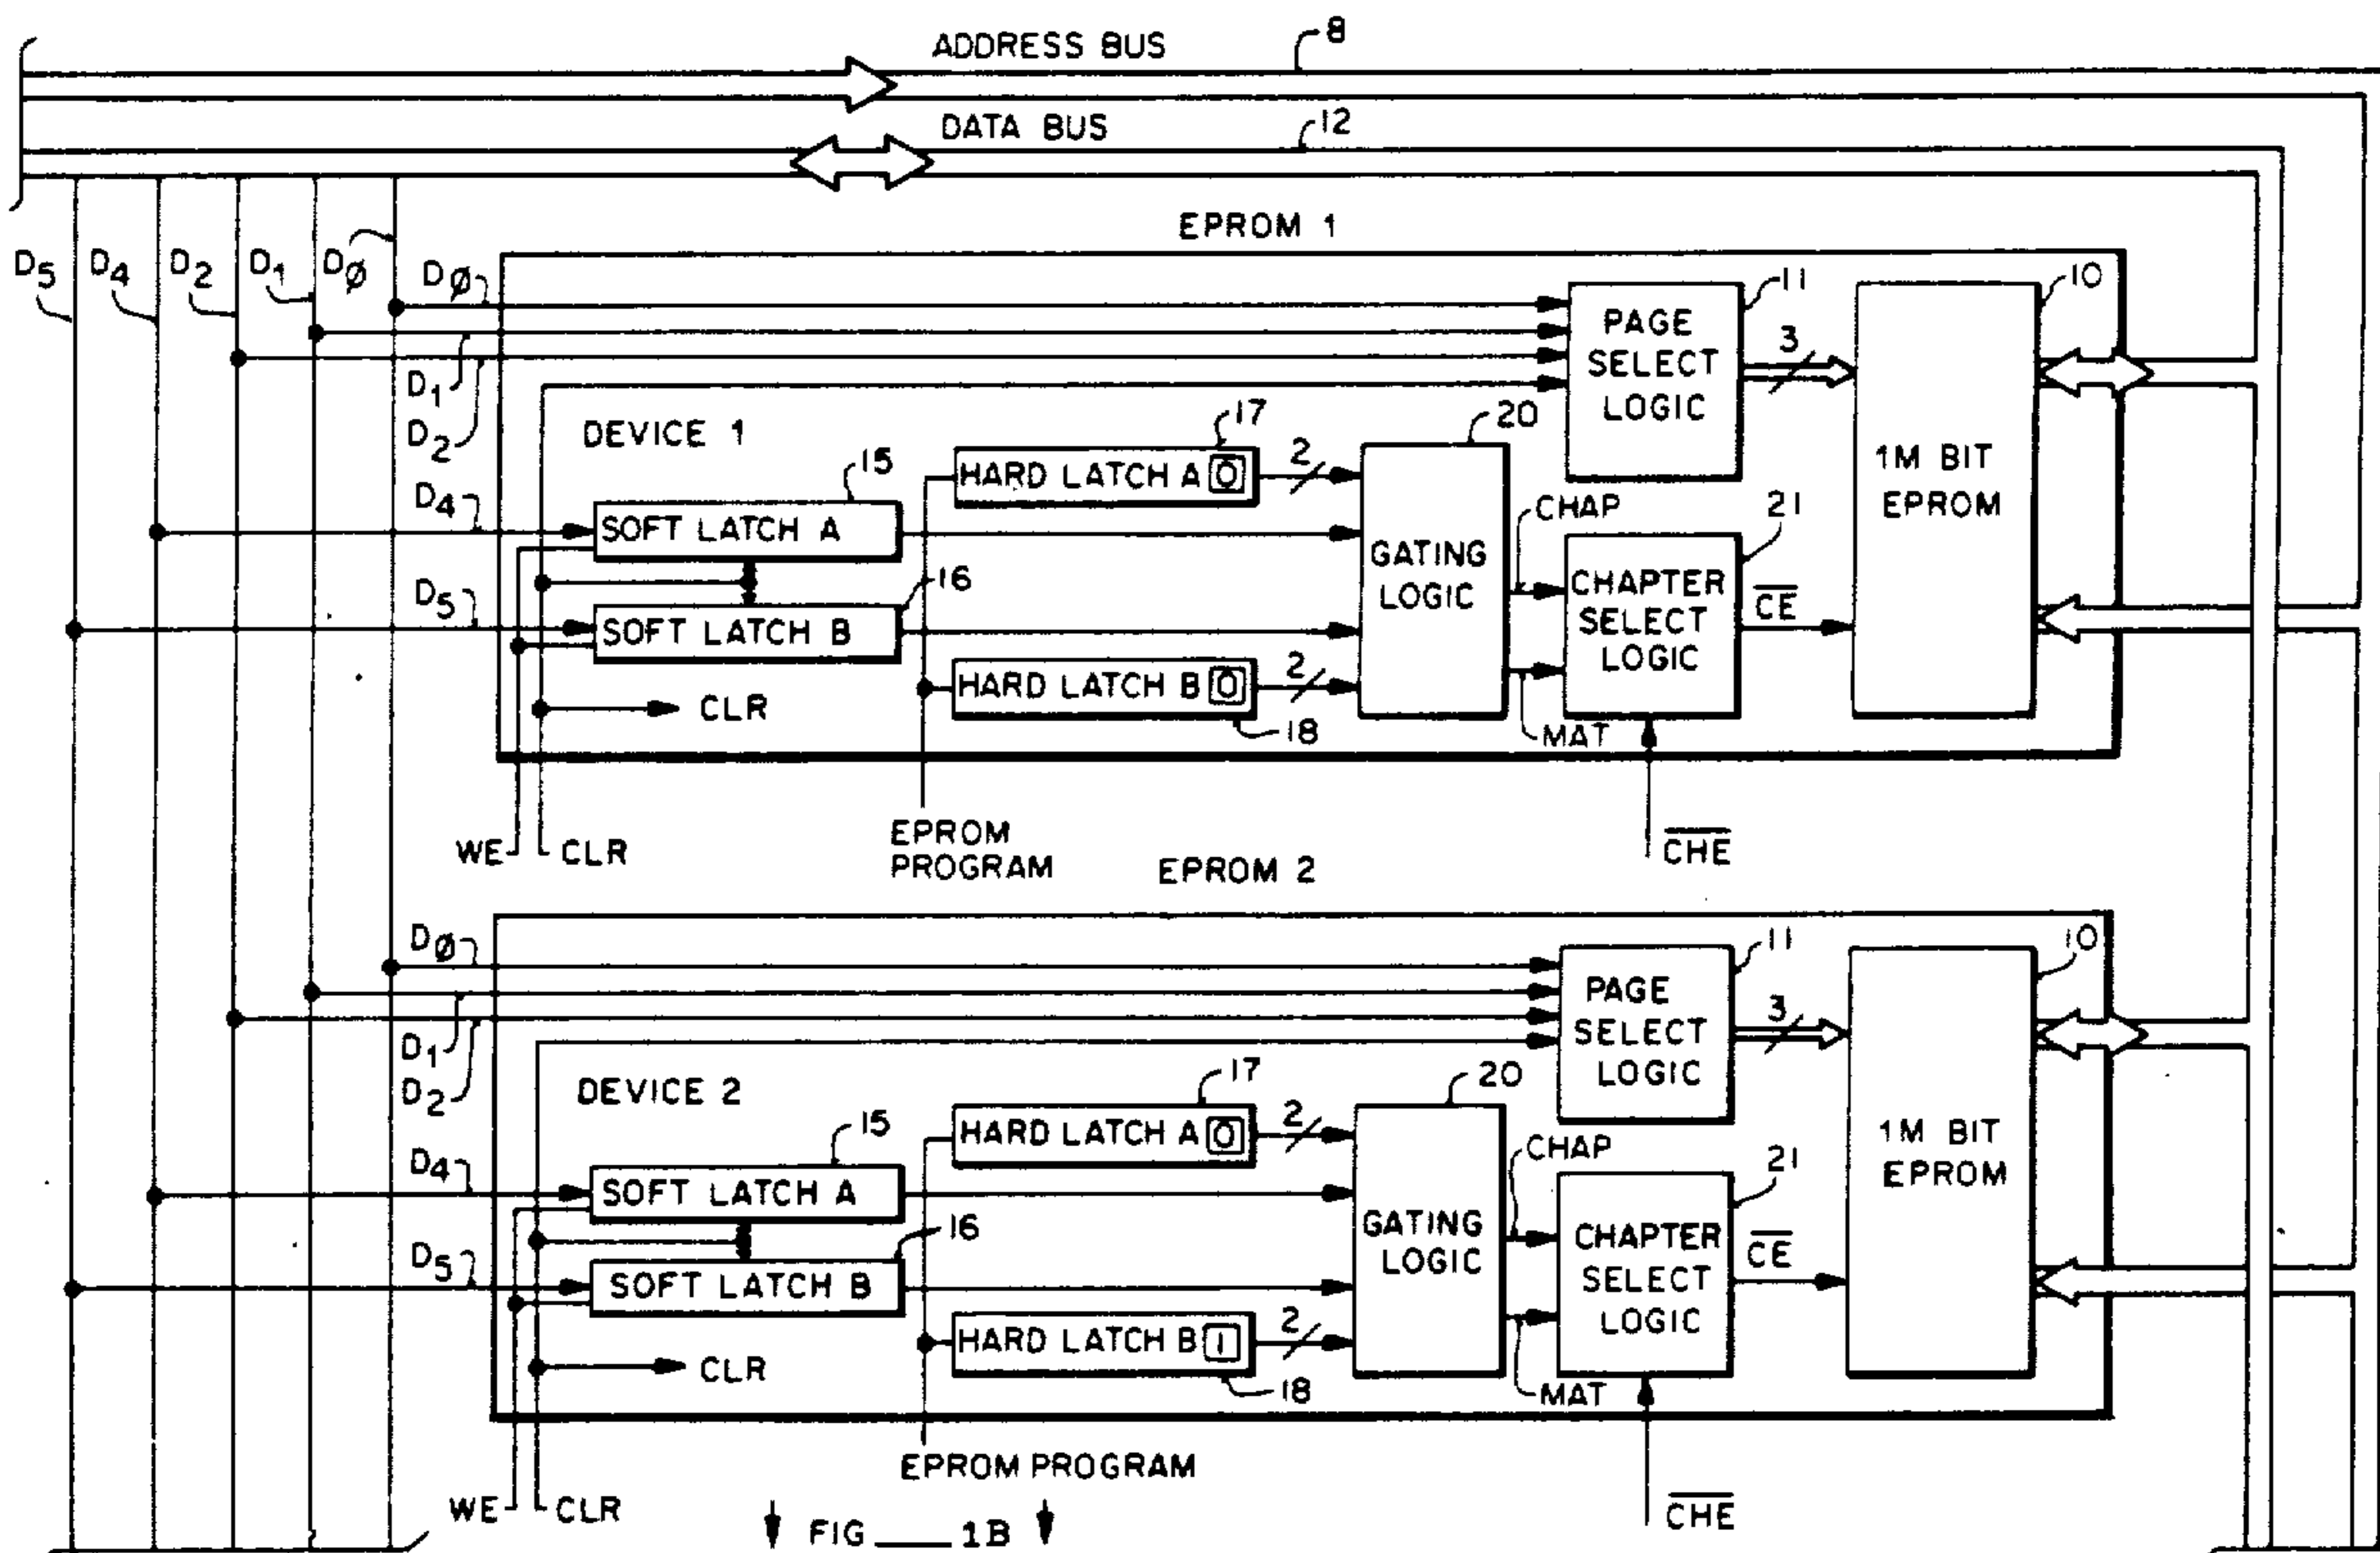 ADDRESS BUS
8
DATA BUS
12
EPROM 1
D5
D4
D2
D1
DØ
DØ
D1
D2
11
10
PAGE
SELECT
LOGIC
3
1M BIT
EPROM
DEVICE 1
15
17
20
HARD LATCH A 0
2
D4
SOFT LATCH A
CHAP
21
GATING
LOGIC
CHAPTER
SELECT
LOGIC
CE
D5
16
SOFT LATCH B
HARD LATCH B 0
2
18
MAT
CLR
WE
CLR
EPROM
PROGRAM
CHE
EPROM 2
DØ
D1
D2
11
10
PAGE
SELECT
LOGIC
3
1M BIT
EPROM
DEVICE 2
15
17
20
HARD LATCH A 0
2
D4
SOFT LATCH A
CHAP
21
GATING
LOGIC
CHAPTER
SELECT
LOGIC
CE
D5
16
SOFT LATCH B
HARD LATCH B 1
2
18
MAT
CLR
EPROM PROGRAM
WE
CLR
CHE
FIG 1B